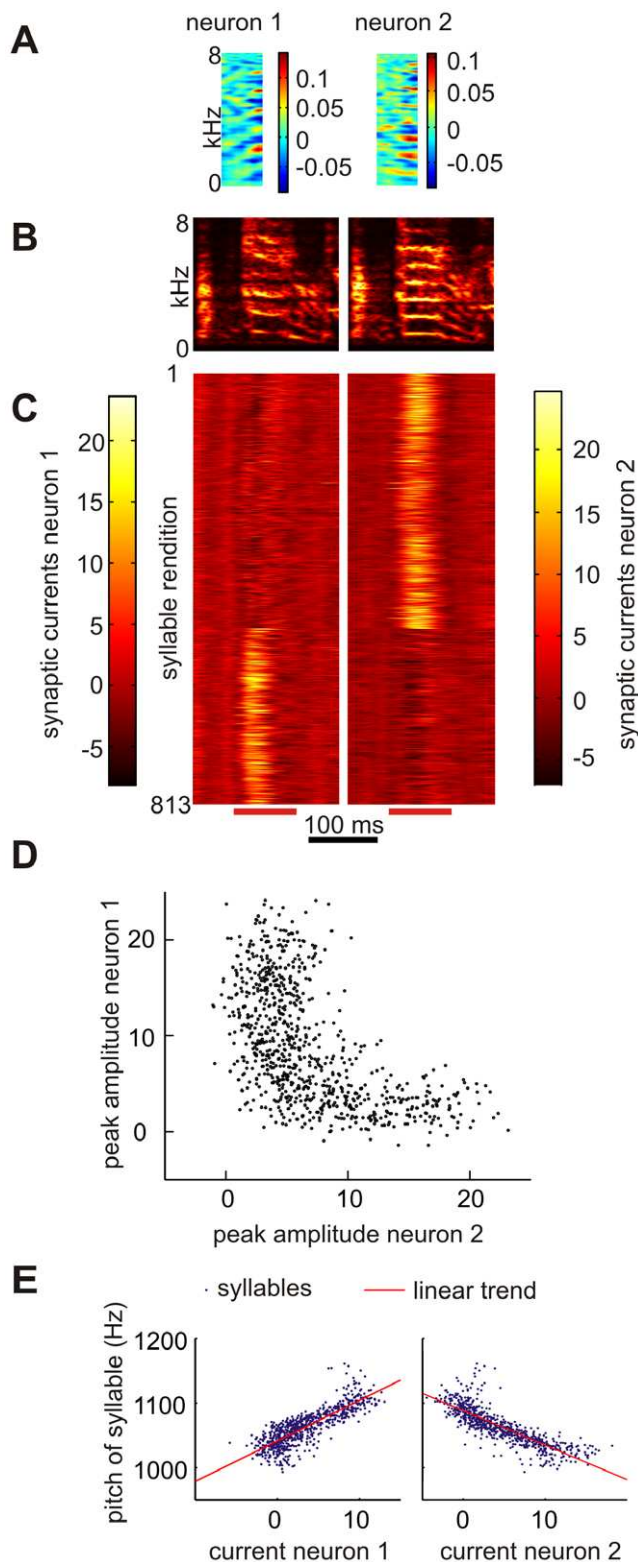 neuron 1 neuron 2
A
8
kHz
0
0.1
0.05
0
-0.05
0.1
0.05
0
-0.05
B
8
kHz
0
C
synaptic currents neuron 1
20
15
10
5
0
-5
1
syllable rendition
813
20
15
10
5
0
-5
synaptic currents neuron 2
100 ms
D
peak amplitude neuron 1
20
10
0
0 10 20
peak amplitude neuron 2
E
syllables linear trend
pitch of syllable (Hz)
1200
1100
1000
0 10 0 10
current neuron 1 current neuron 2